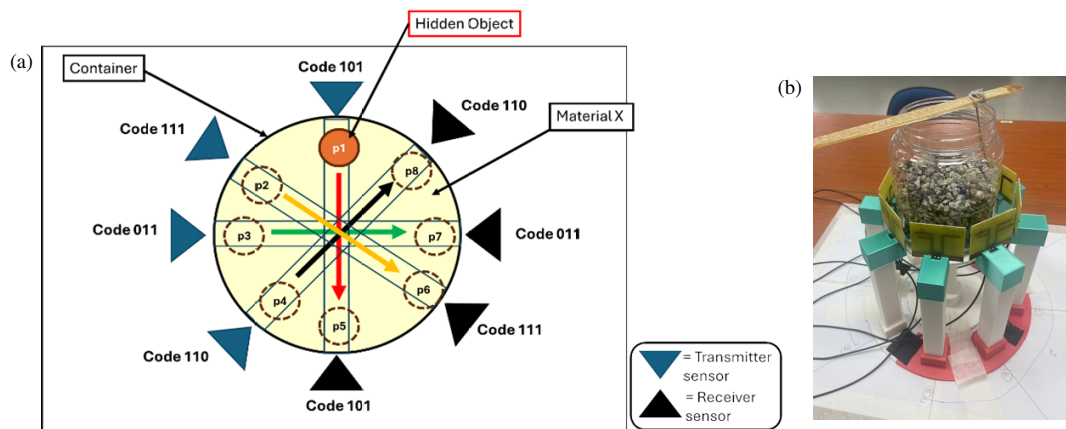 (a)
Hidden Object
Container
Code 101
Code 110
Material X
Code 111
p1
p2
p8
p3
p7
Code 011
Code 011
p4
p6
p5
Code 110
Code 111
Code 101
= Transmitter
sensor
= Receiver
sensor
(b)